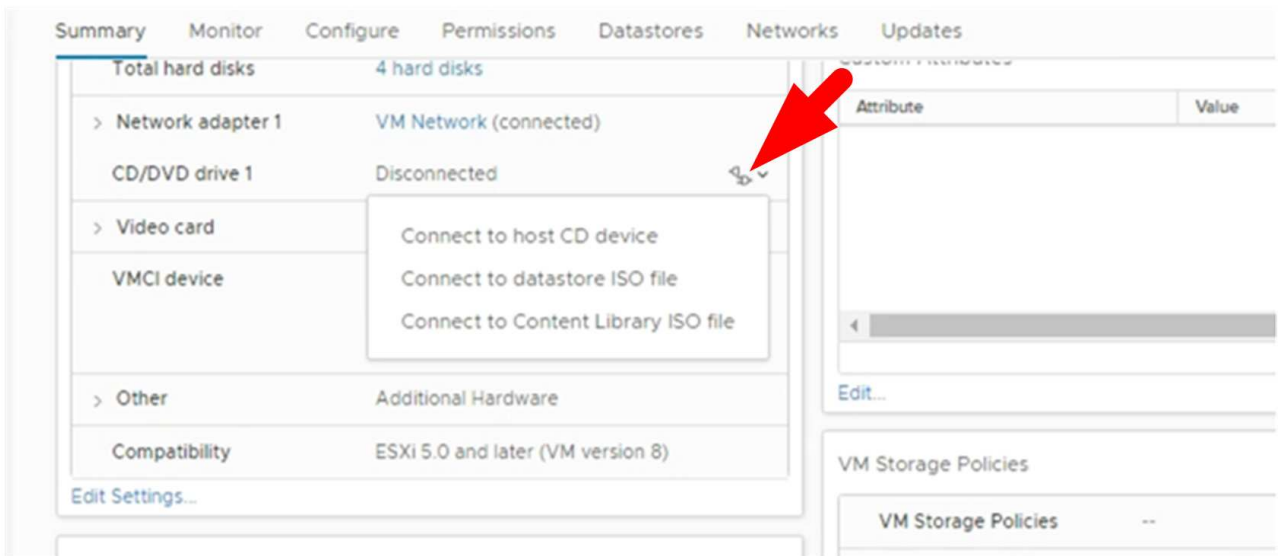 Summary Monitor Configure Permissions Datastores Networks Updates
Total hard disks 4 hard disks
Network adapter 1 VM Network (connected)
CD/DVD drive 1 Disconnected
Video card
Connect to host CD device
VMCI device
Connect to datastore ISO file
Connect to Content Library ISO file
Other Additional Hardware
Compatibility ESXi 5.0 and later (VM version 8)
Edit Settings...
Custom Attributes
Attribute Value
Edit...
VM Storage Policies
VM Storage Policies --